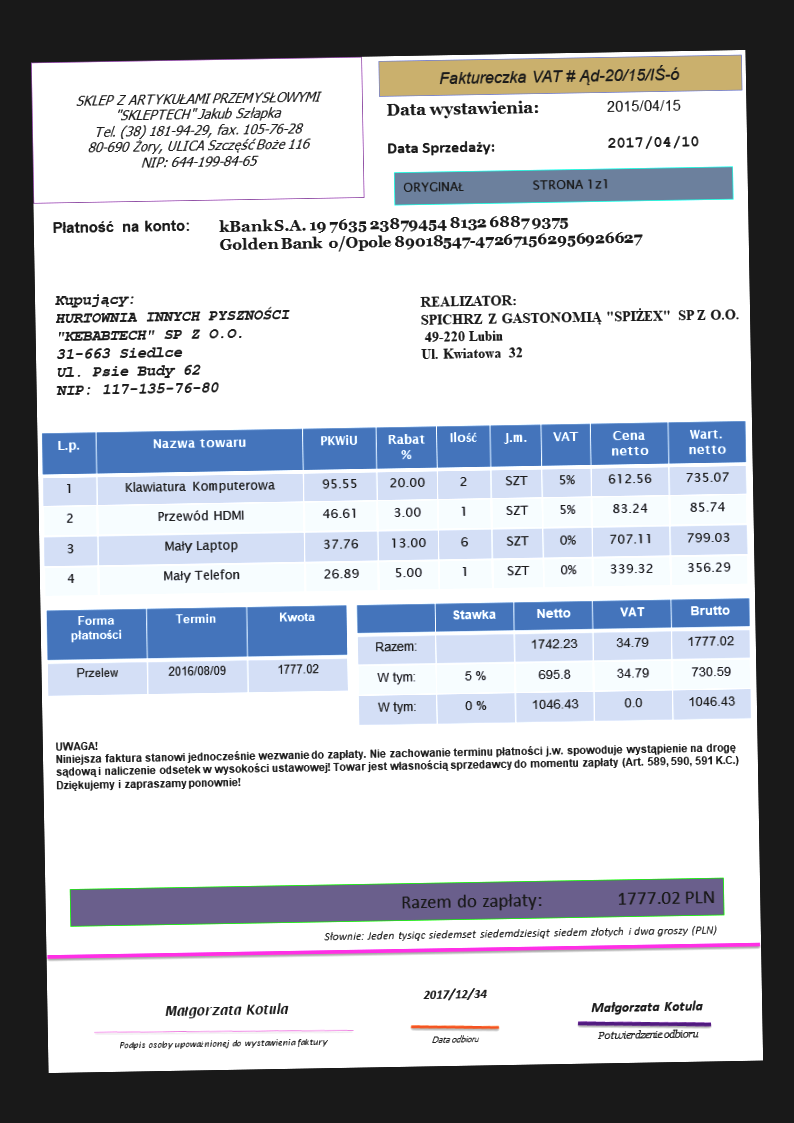 SKLEP Z ARTYKUŁAMI PRZEMYSŁOWYMI
"SKLEPTECH" Jakub Szłapka
Tel. (38) 181-94-29, fax. 105-76-28
80-690 Żory, ULICA Szczęść Boże 116
NIP: 644-199-84-65
Faktureczka VAT # Ąd-20/15/IŚ-ó
Data wystawienia: 2015/04/15
Data Sprzedaży: 2017/04/10
ORYGINAŁ STRONA 1 z 1
Płatność na konto: kBank S.A. 19 7635 23879454 8132 68879375
Golden Bank o/Opole 89018547-472671562956926627
Kupujący:
HURTOWNIA INNYCH PYSZNOŚCI
"KEBABTECH" SP Z O.O.
31-663 Siedlce
Ul. Psie Budy 62
NIP: 117-135-76-80
REALIZATOR:
SPICHRZ Z GASTONOMIĄ "SPIŻEX" SP Z O.O.
49-220 Lubin
Ul. Kwiatowa 32
L.p. Nazwa towaru PKWiU Rabat % Ilość J.m. VAT Cena netto Wart. netto
1 Klawiatura Komputerowa 95.55 20.00 2 SZT 5% 612.56 735.07
2 Przewód HDMI 46.61 3.00 1 SZT 5% 83.24 85.74
3 Mały Laptop 37.76 13.00 6 SZT 0% 707.11 799.03
4 Mały Telefon 26.89 5.00 1 SZT 0% 339.32 356.29
Forma płatności Termin Kwota
Przelew 2016/08/09 1777.02
Stawka Netto VAT Brutto
Razem: 1742.23 34.79 1777.02
W tym: 5 % 695.8 34.79 730.59
W tym: 0 % 1046.43 0.0 1046.43
UWAGA!
Niniejsza faktura stanowi jednocześnie wezwanie do zapłaty. Nie zachowanie terminu płatności j.w. spowoduje wystąpienie na drogę
sądową i naliczenie odsetek w wysokości ustawowej! Towar jest własnością sprzedawcy do momentu zapłaty (Art. 589, 590, 591 K.C.)
Dziękujemy i zapraszamy ponownie!
Razem do zapłaty: 1777.02 PLN
Słownie: Jeden tysiąc siedemset siedemdziesiąt siedem złotych i dwa groszy (PLN)
Małgorzata Kotula
Podpis osoby upoważnionej do wystawienia faktury
2017/12/34
Data odbioru
Małgorzata Kotula
Potwierdzenie odbioru